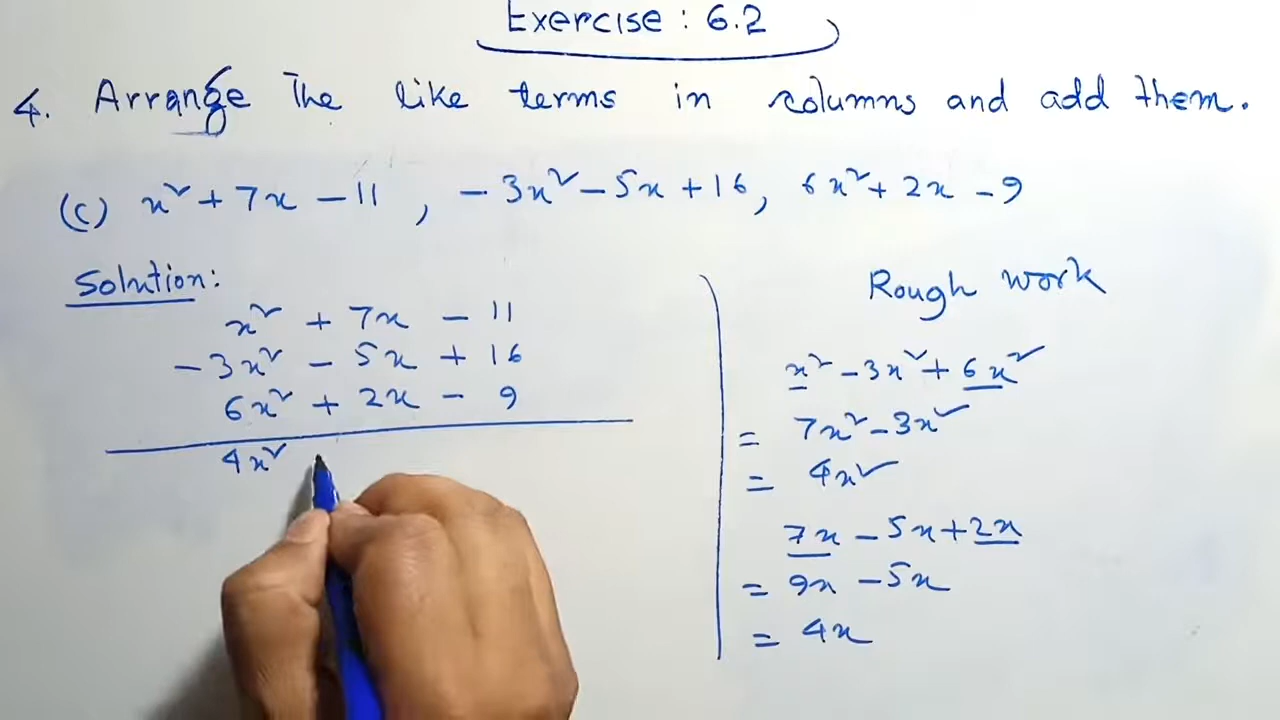 Exercise : 6.2
4. Arrange the like terms in columns and add them.
(c) x² + 7x - 11 , - 3x² - 5x + 16, 6x² + 2x - 9
Solution:
x² + 7x - 11
- 3x² - 5x + 16
6x² + 2x - 9
4x²
Rough work
x² - 3x² + 6x²
= 7x² - 3x²
= 4x²
7x - 5x + 2x
= 9x - 5x
= 4x